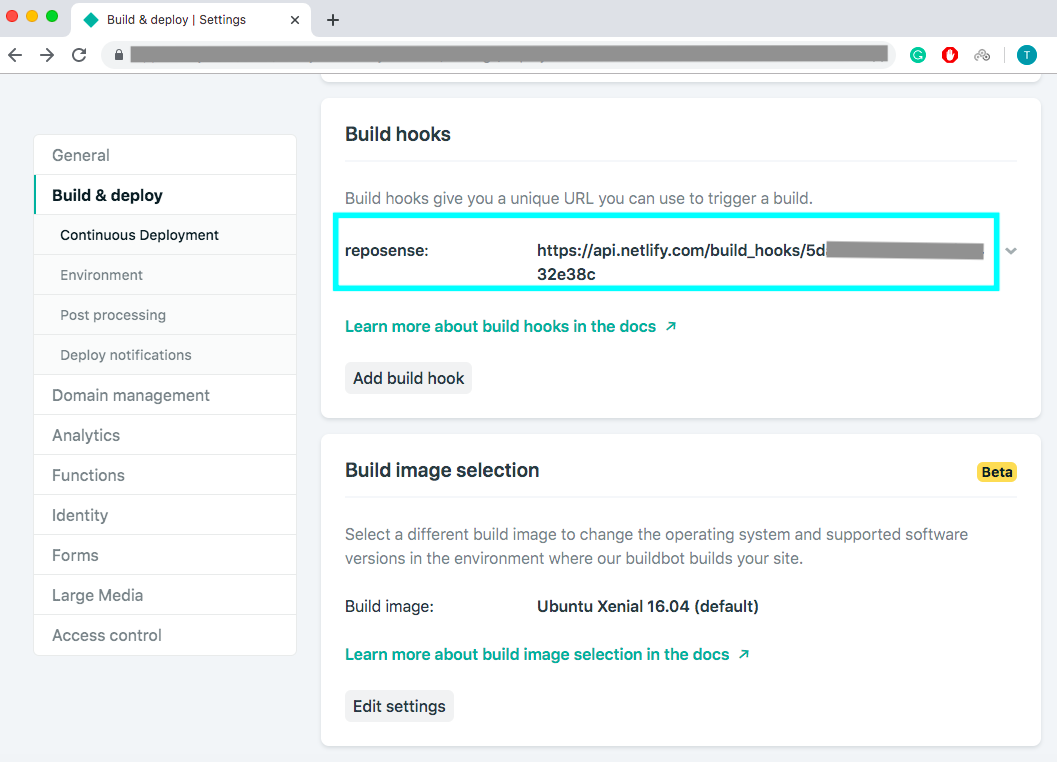 Build & deploy | Settings
T
General
Build & deploy
Continuous Deployment
Environment
Post processing
Deploy notifications
Domain management
Analytics
Functions
Identity
Forms
Large Media
Access control
Build hooks
Build hooks give you a unique URL you can use to trigger a build.
reposense: https://api.netlify.com/build_hooks/5d
32e38c
Learn more about build hooks in the docs
Add build hook
Build image selection Beta
Select a different build image to change the operating system and supported software
versions in the environment where our buildbot builds your site.
Build image: Ubuntu Xenial 16.04 (default)
Learn more about build image selection in the docs
Edit settings